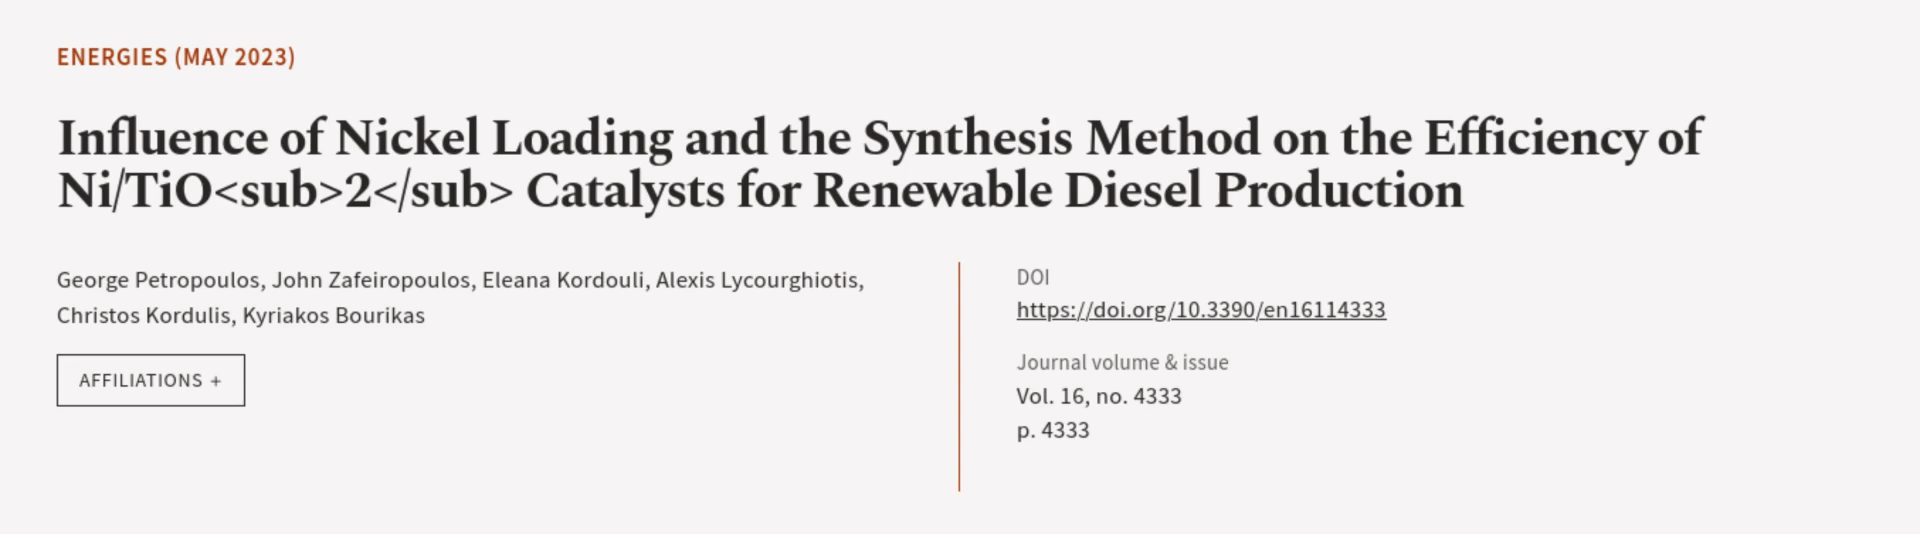 ENERGIES (MAY 2023)
Influence of Nickel Loading and the Synthesis Method on the Efficiency of
Ni/TiO<sub>2</sub> Catalysts for Renewable Diesel Production
George Petropoulos, John Zafeiropoulos, Eleana Kordouli, Alexis Lycourghiotis,
Christos Kordulis, Kyriakos Bourikas
AFFILIATIONS +
DOI
https://doi.org/10.3390/en16114333
Journal volume & issue
Vol. 16, no. 4333
p. 4333